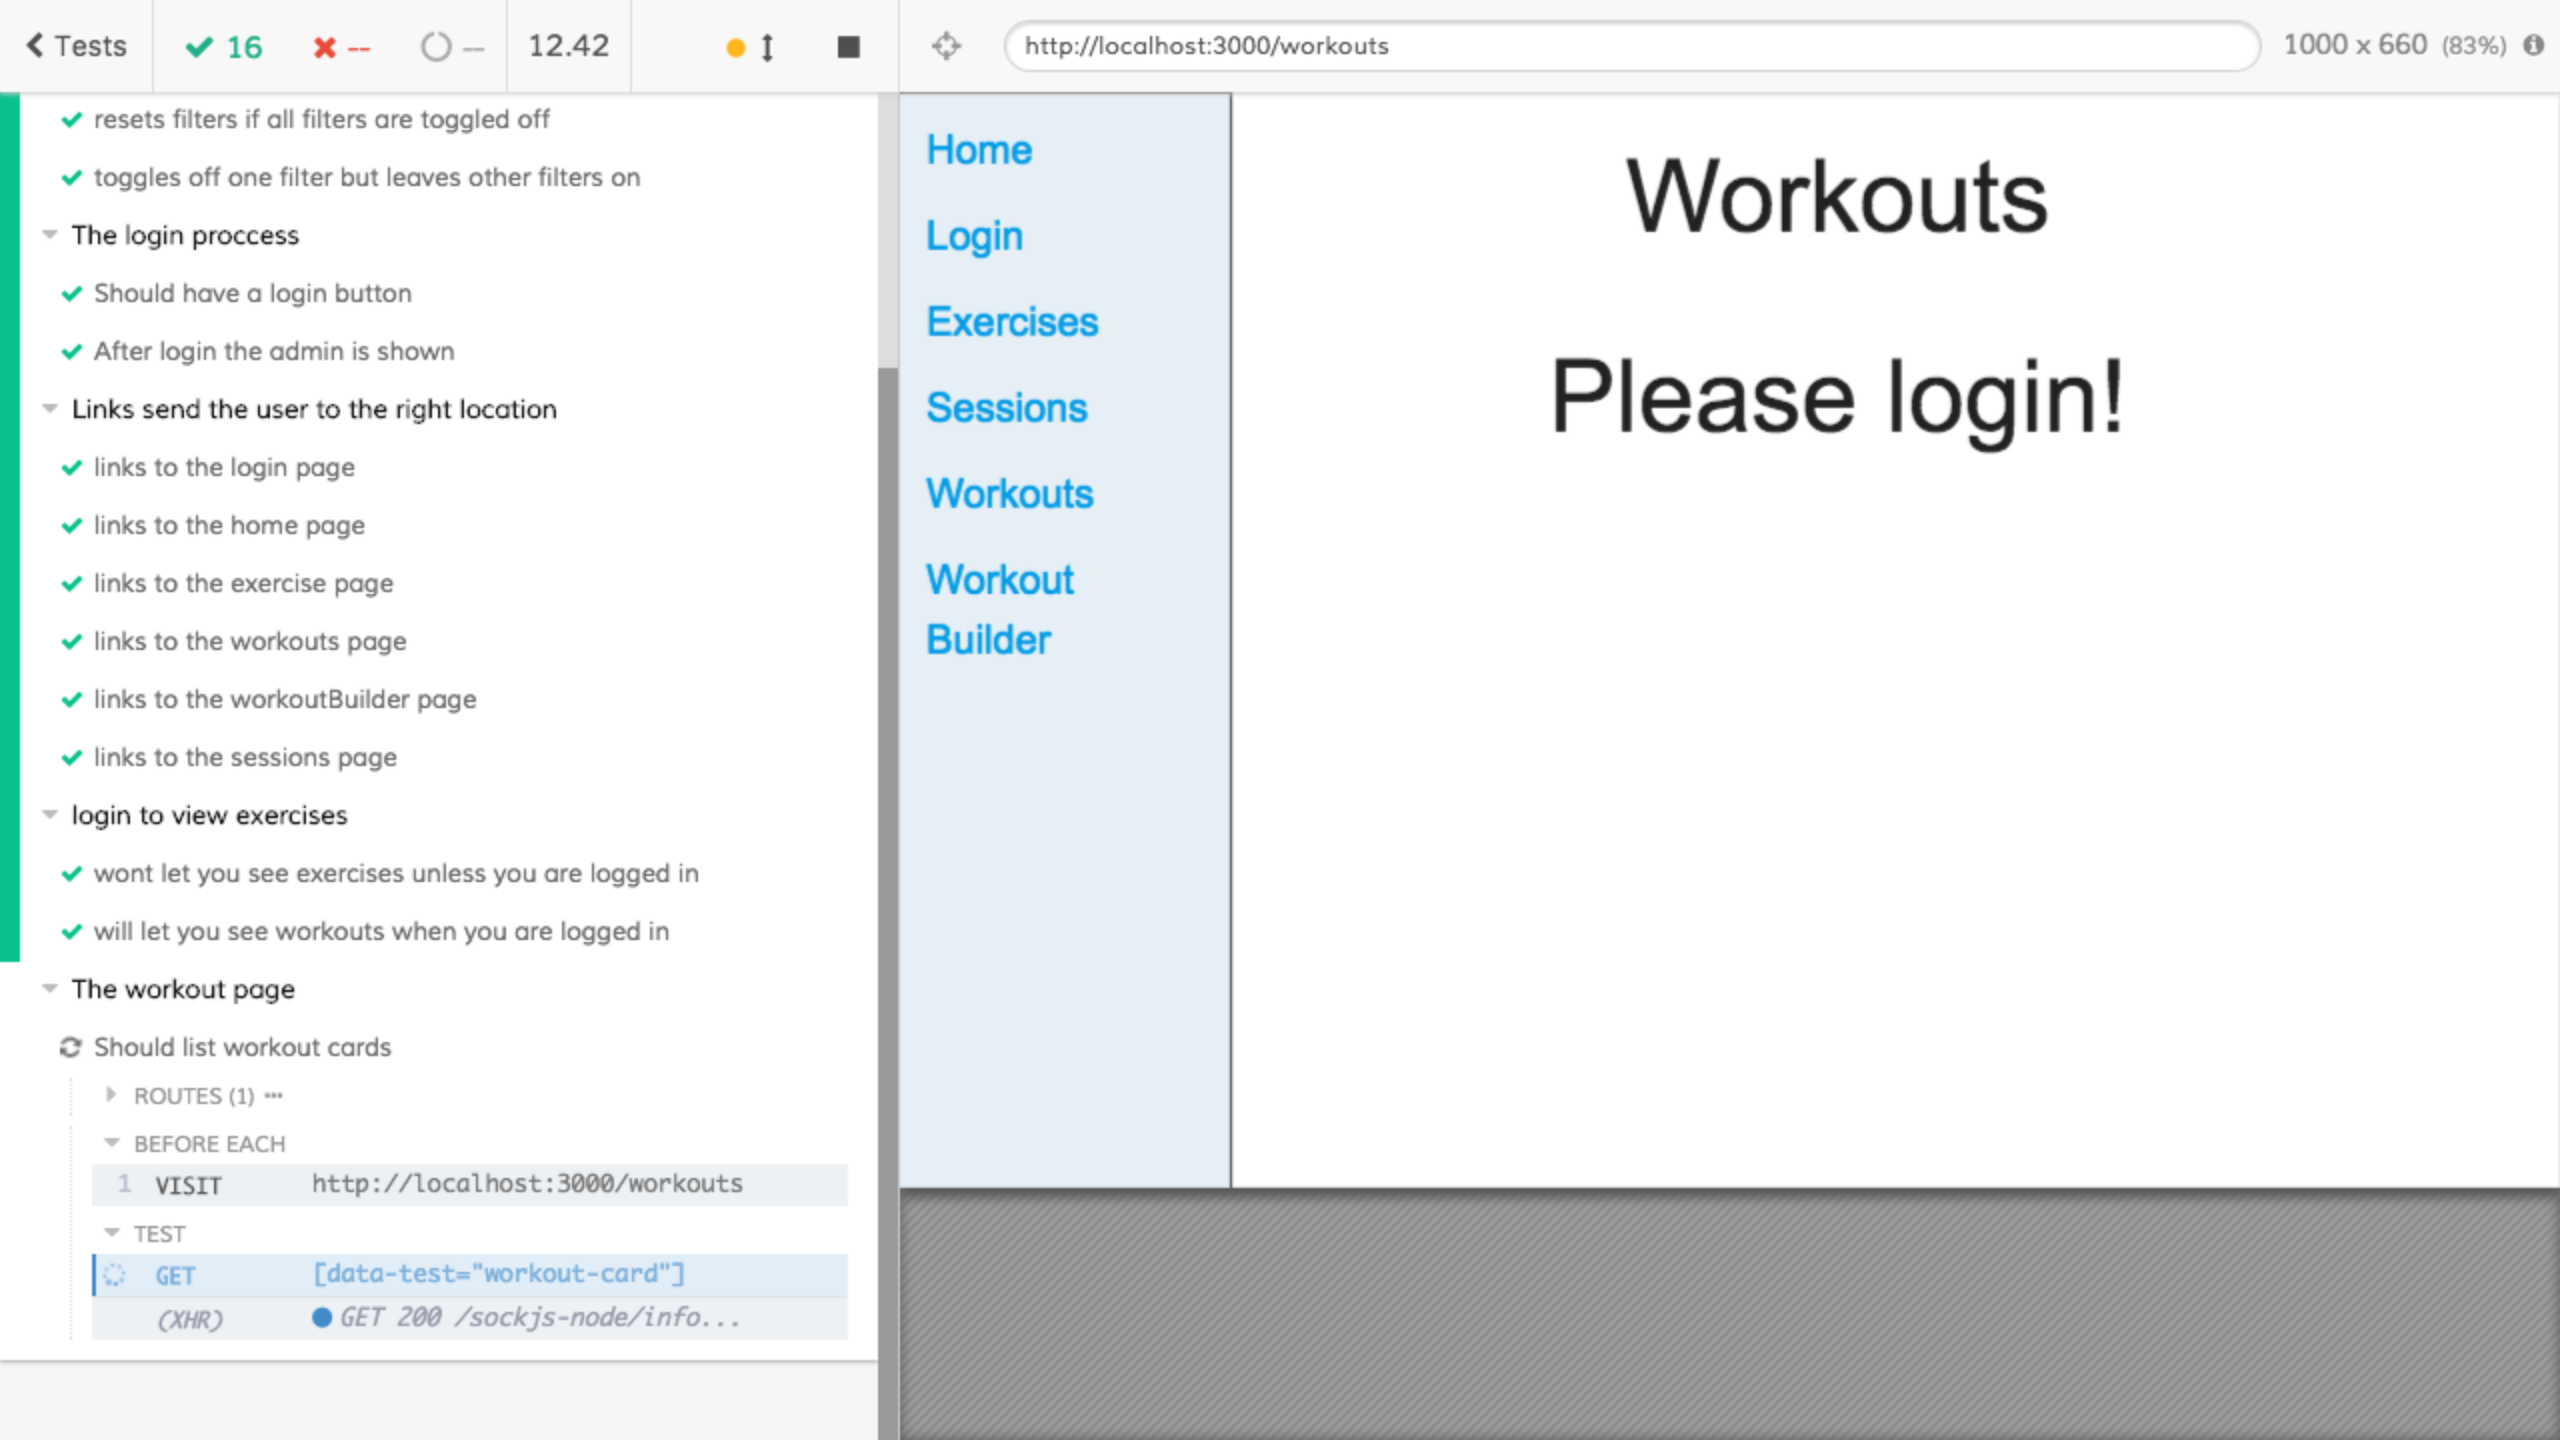 Tests
16
--
--
12.42
http://localhost:3000/workouts
1000 x 660 (83%)
resets filters if all filters are toggled off
toggles off one filter but leaves other filters on
The login proccess
Should have a login button
After login the admin is shown
Links send the user to the right location
links to the login page
links to the home page
links to the exercise page
links to the workouts page
links to the workoutBuilder page
links to the sessions page
login to view exercises
wont let you see exercises unless you are logged in
will let you see workouts when you are logged in
The workout page
Should list workout cards
ROUTES (1) •••
BEFORE EACH
1 VISIT http://localhost:3000/workouts
TEST
GET [data-test="workout-card"]
(XHR) GET 200 /sockjs-node/info...
Home
Login
Exercises
Sessions
Workouts
Workout
Builder
Workouts
Please login!